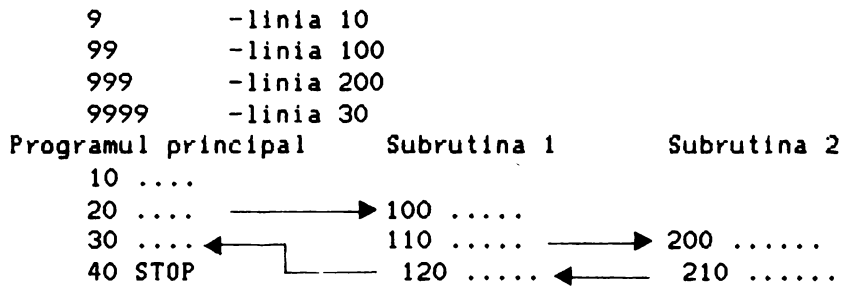 9 -linia 10
99 -linia 100
999 -linia 200
9999 -linia 30
Programul principal Subrutina 1 Subrutina 2
10 ....
20 .... 100 .....
30 .... 110 ..... 200 ......
40 STOP 120 ..... 210 ......